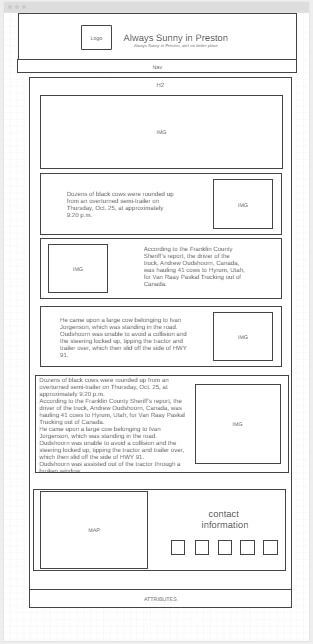 Logo
Always Sunny in Preston
Always Sunny in Preston, and no better place
Nav
H2
IMG
Dozens of black cows were rounded up
from an overturned semi-trailer on
Thursday, Oct. 25, at approximately
9:20 p.m.
IMG
IMG
According to the Franklin County
Sheriff's report, the driver of the
truck, Andrew Oudshoorn, Canada,
was hauling 41 cows to Hyrum, Utah,
for Van Raay Paskal Trucking out of
Canada.
He came upon a large cow belonging to Ivan
Jorgenson, which was standing in the road.
Oudshoorn was unable to avoid a collision and
the steering locked up, tipping the tractor and
trailer over, which then slid off the side of HWY
91.
IMG
Dozens of black cows were rounded up from an
overturned semi-trailer on Thursday, Oct. 25, at
approximately 9:20 p.m.
According to the Franklin County Sheriff's report, the
driver of the truck, Andrew Oudshoorn, Canada, was
hauling 41 cows to Hyrum, Utah, for Van Raay Paskal
Trucking out of Canada.
He came upon a large cow belonging to Ivan
Jorgenson, which was standing in the road.
Oudshoorn was unable to avoid a collision and the
steering locked up, tipping the tractor and trailer over,
which then slid off the side of HWY 91.
Oudshoorn was assisted out of the tractor through a
broken window
IMG
MAP
contact
information
ATTRIBUTES